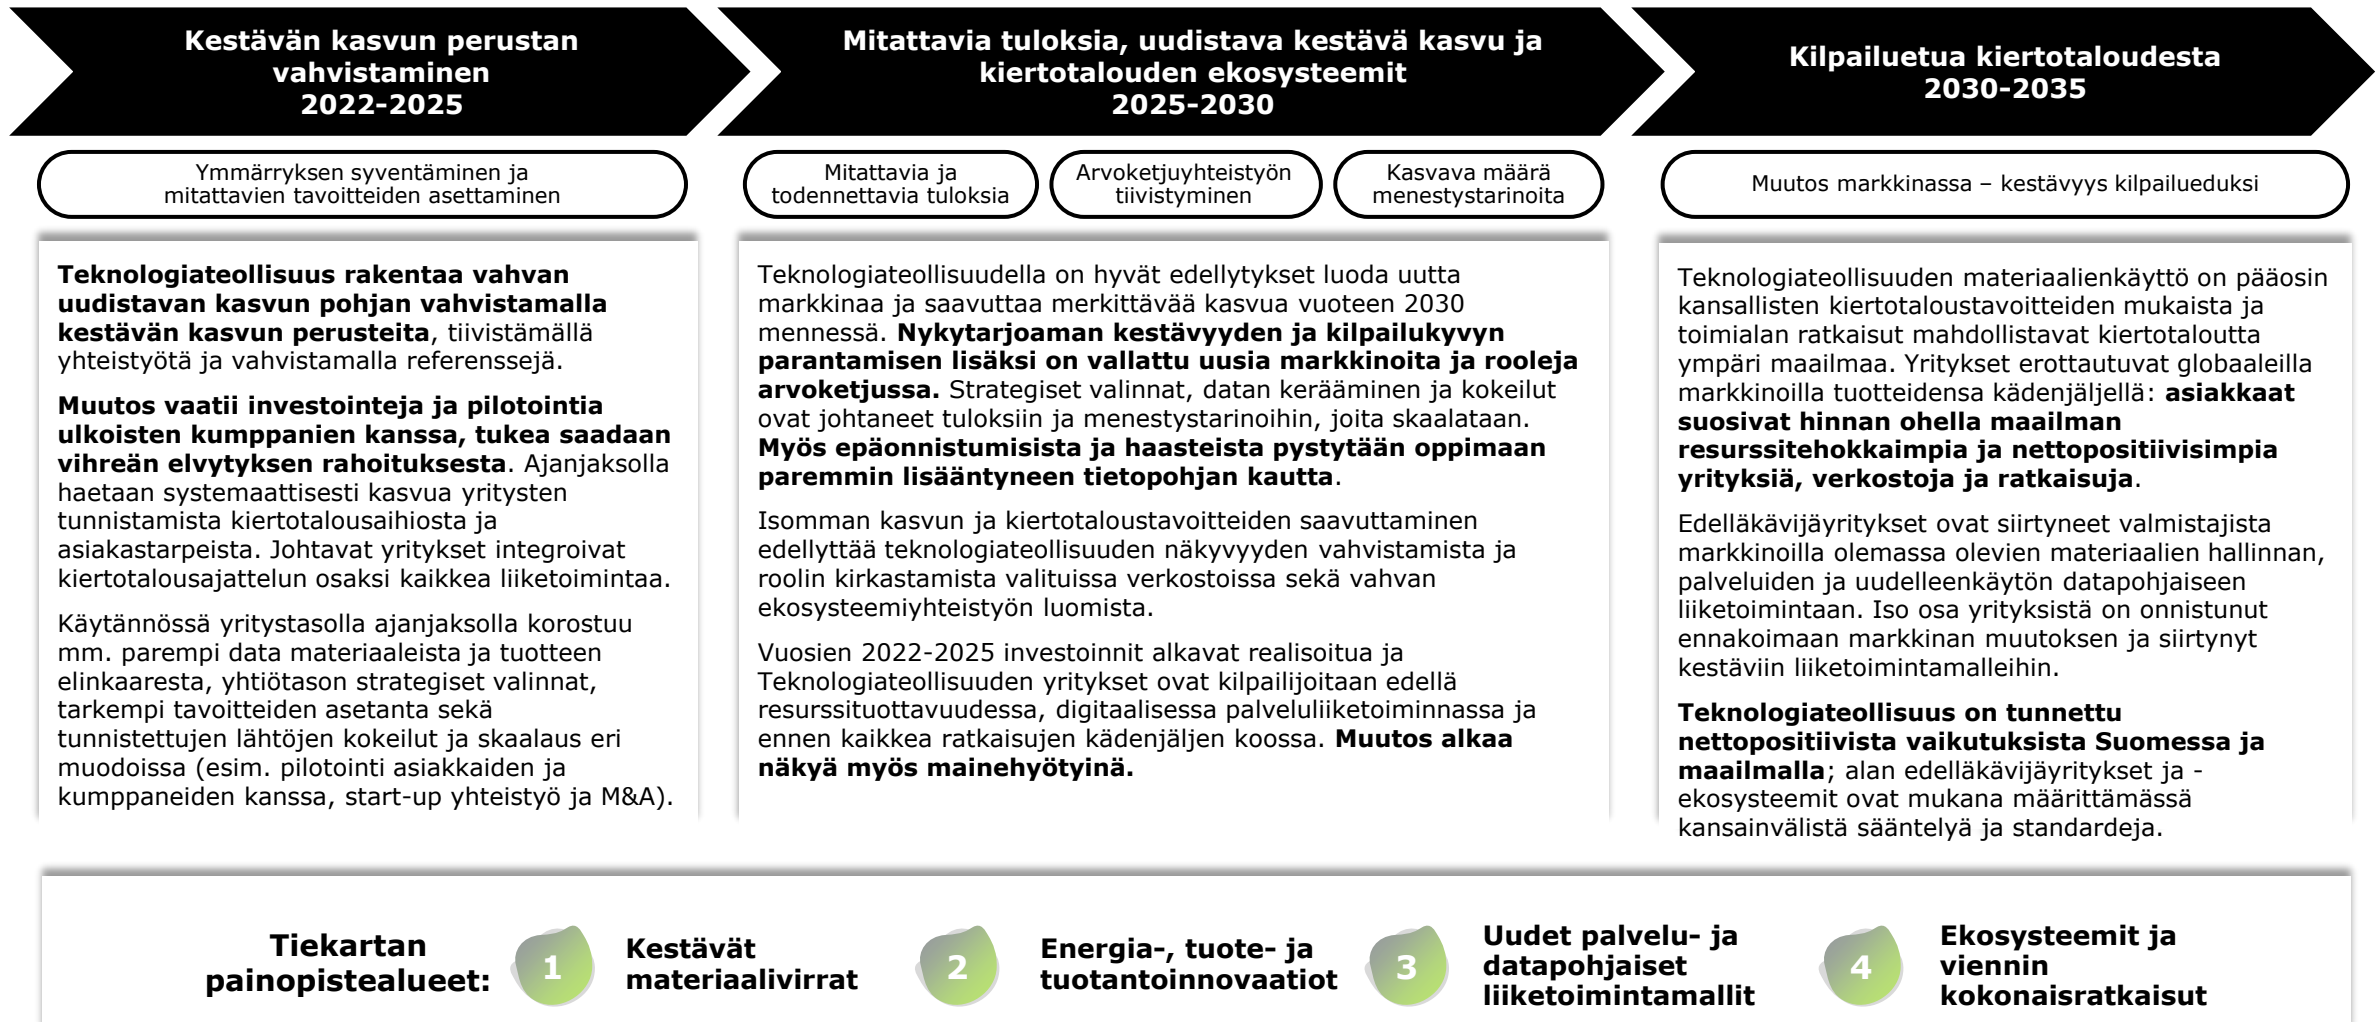 Kestävän kasvun perustan
vahvistaminen
2022–2025
Mitattavia tuloksia, uudistava kestävä kasvu ja
kiertotalouden ekosysteemit
2025–2030
Kilpailuetua kiertotaloudesta
2030–2035
Ymmärryksen syventäminen ja
mitattavien tavoitteiden asettaminen
Mitattavia ja
todennettavia tuloksia
Arvoketjuyhteistyön
tiivistyminen
Kasvava määrä
menestystarinoita
Muutos markkinassa – kestävyys kilpailueduksi
Teknologiateollisuus rakentaa vahvan
uudistavan kasvun pohjan vahvistamalla
kestävän kasvun perusteita, tiivistämällä
yhteistyötä ja vahvistamalla referenssejä.
Muutos vaatii investointeja ja pilotointia
ulkoisten kumppanien kanssa, tukea saadaan
vihreän elvytyksen rahoituksesta. Ajanjaksolla
haetaan systemaattisesti kasvua yritysten
tunnistamista kiertotalousaihiosta ja
asiakastarpeista. Johtavat yritykset integroivat
kiertotalousajattelun osaksi kaikkea liiketoimintaa.
Käytännössä yritystasolla ajanjaksolla korostuu
mm. parempi data materiaaleista ja tuotteen
elinkaaresta, yhtiötason strategiset valinnat,
tarkempi tavoitteiden asetanta sekä
tunnistettujen lähtöjen kokeilut ja skaalaus eri
muodoissa (esim. pilotointi asiakkaiden ja
kumppaneiden kanssa, start-up yhteistyö ja M&A).
Teknologiateollisuudella on hyvät edellytykset luoda uutta
markkinaa ja saavuttaa merkittävää kasvua vuoteen 2030
mennessä. Nykytarjoaman kestävyyden ja kilpailukyvyn
parantamisen lisäksi on vallattu uusia markkinoita ja rooleja
arvoketjussa. Strategiset valinnat, datan kerääminen ja kokeilut
ovat johtaneet tuloksiin ja menestystarinoihin, joita skaalataan.
Myös epäonnistumisista ja haasteista pystytään oppimaan
paremmin lisääntyneen tietopohjan kautta.
Isomman kasvun ja kiertotaloustavoitteiden saavuttaminen
edellyttää teknologiateollisuuden näkyvyyden vahvistamista ja
roolin kirkastamista valituissa verkostoissa sekä vahvan
ekosysteemiyhteistyön luomista.
Vuosien 2022-2025 investoinnit alkavat realisoitua ja
Teknologiateollisuuden yritykset ovat kilpailijoitaan edellä
resurssituottavuudessa, digitaalisessa palveluliiketoiminnassa ja
ennen kaikkea ratkaisujen kädenjäljen koossa. Muutos alkaa
näkyä myös mainehyötyinä.
Teknologiateollisuuden materiaalienkäyttö on pääosin
kansallisten kiertotaloustavoitteiden mukaista ja
toimialan ratkaisut mahdollistavat kiertotaloutta
ympäri maailmaa. Yritykset erottautuvat globaaleilla
markkinoilla tuotteidensa kädenjäljellä: asiakkaat
suosivat hinnan ohella maailman
resurssitehokkaimpia ja nettopositiivisimpia
yrityksiä, verkostoja ja ratkaisuja.
Edelläkävijäyritykset ovat siirtyneet valmistajista
markkinoilla olemassa olevien materiaalien hallinnan,
palveluiden ja uudelleenkäytön datapohjaiseen
liiketoimintaan. Iso osa yrityksistä on onnistunut
ennakoimaan markkinan muutoksen ja siirtynyt
kestäviin liiketoimintamalleihin.
Teknologiateollisuus on tunnettu
nettopositiivista vaikutuksista Suomessa ja
maailmalla; alan edelläkävijäyritykset ja -
ekosysteemit ovat mukana määrittämässä
kansainvälistä sääntelyä ja standardeja.
Tiekartan
painopistealueet:
1
Kestävät
materiaalivirrat
2
Energia-, tuote- ja
tuotantoinnovaatiot
3
Uudet palvelu- ja
datapohjaiset
liiketoimintamallit
4
Ekosysteemit ja
viennin
kokonaisratkaisut